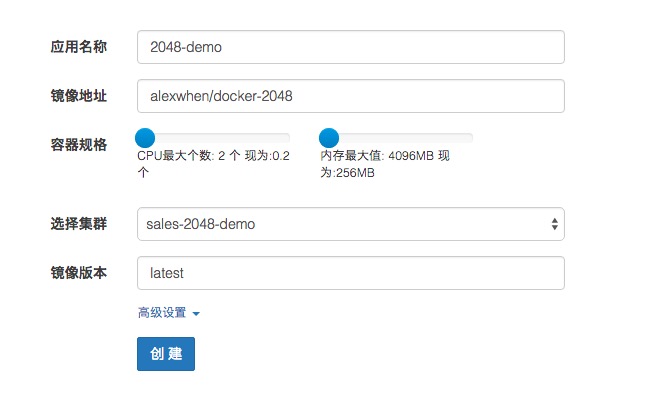 应用名称 2048-demo
镜像地址 alexwhen/docker-2048
容器规格
CPU最大个数: 2 个 现为:0.2
个
内存最大值: 4096MB 现
为:256MB
选择集群 sales-2048-demo
镜像版本 latest
高级设置
创 建